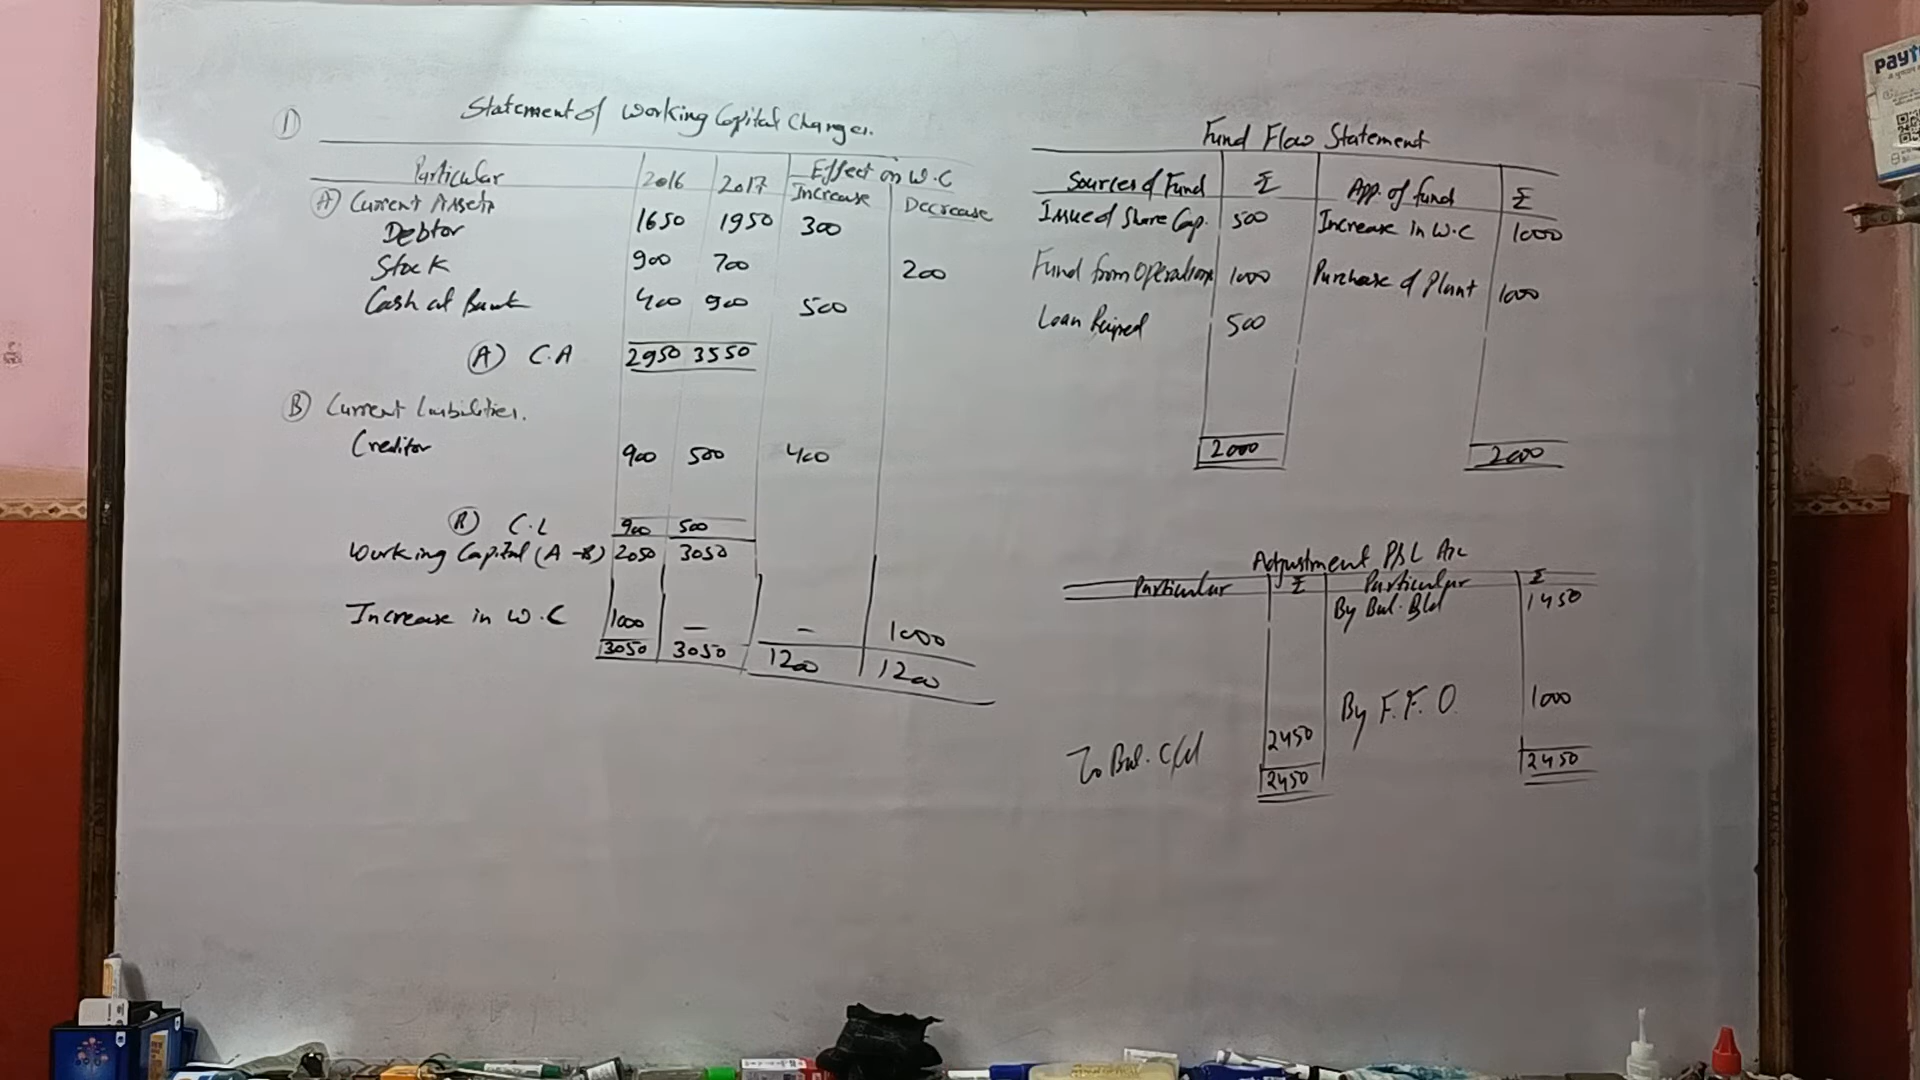 1) Statement of Working Capital Changes.
Particular 2016 2017 Effect on W.C
Increase Decrease
(A) Current Assets
Debtor 1650 1950 300
Stock 900 700 200
Cash at Bank 400 900 500
(A) C.A 2950 3550
(B) Current Liabilities.
Creditor 900 500 400
(B) C.L 900 500
Working Capital (A-B) 2050 3050
Increase in W.C 1000 — — 1000
3050 3050 1200 1200
Fund Flow Statement
Sources of Fund ₹ App. of fund ₹
Issued Share Cap. 500 Increase in W.C 1000
Fund from Operations 1000 Purchase of Plant 1000
Loan Raised 500
2000 2000
Adjustment P&L A/c
Particular ₹ Particular ₹
By Bal. B/d 1450
By F.F.O. 1000
To Bal. C/d 2450
2450 2450
Payt